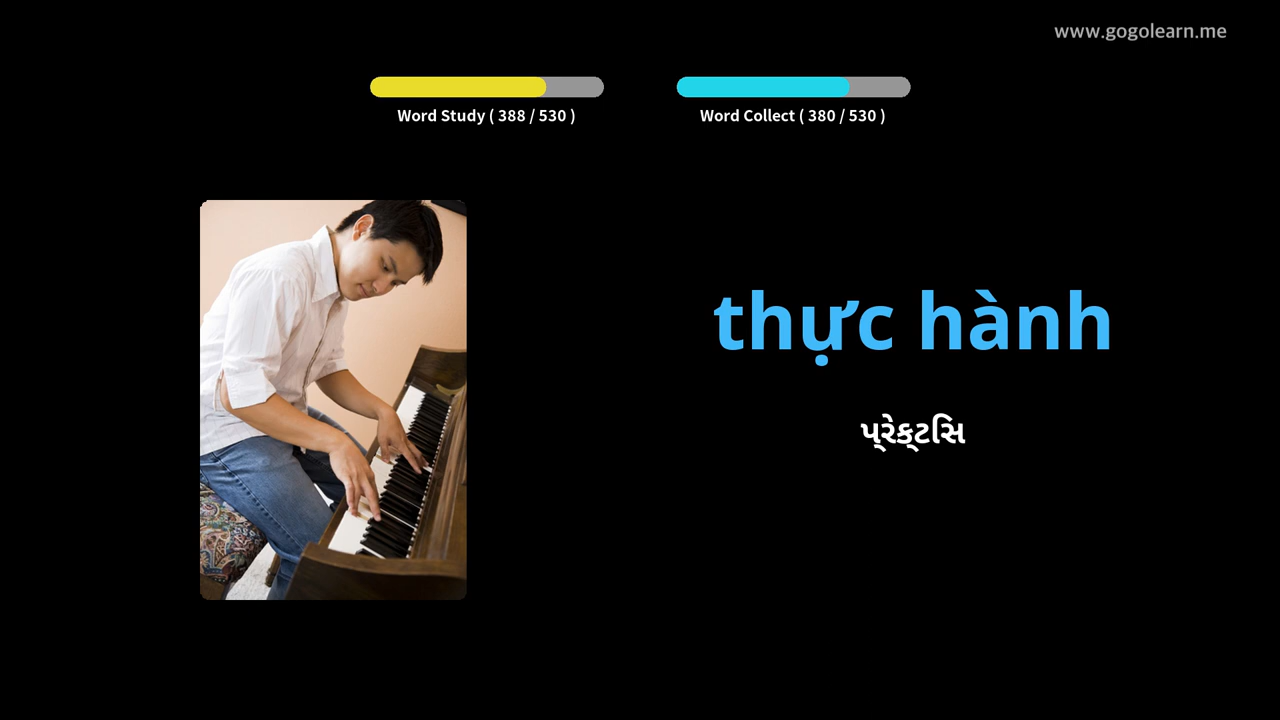 www.gogolearn.me
Word Study ( 388 / 530 )
Word Collect ( 380 / 530 )
thực hành
પ્રેક્ટિસ